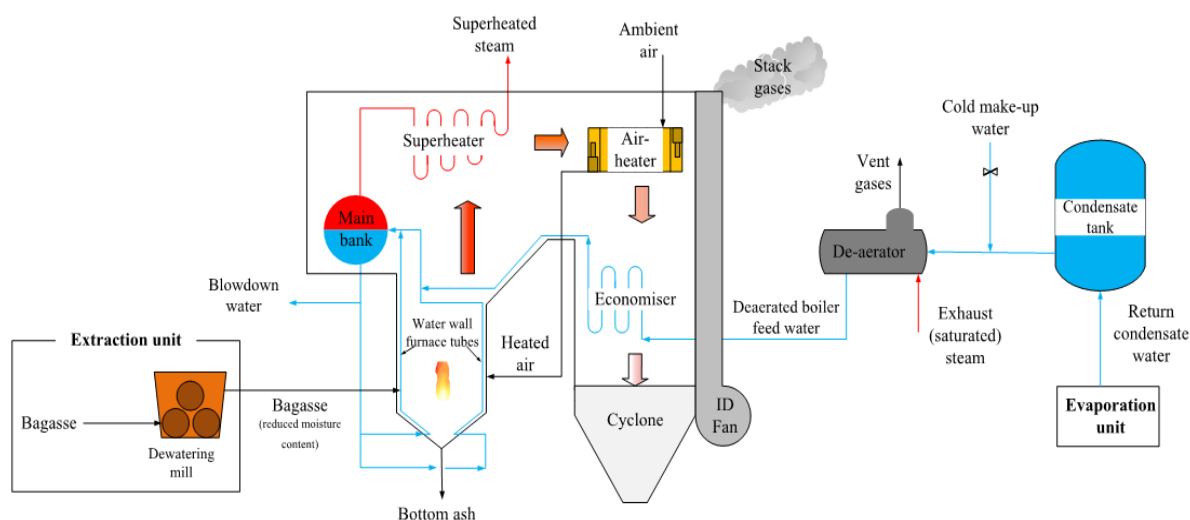 Superheated
steam
Ambient
air
Stack
gases
Superheater
Air-
heater
Cold make-up
water
Vent
gases
Condensate
tank
Main
bank
De-aerator
Blowdown
water
Economiser
Deaerated boiler
feed water
Exhaust
(saturated)
steam
Return
condensate
water
Water wall
furnace tubes
Heated
air
Extraction unit
Bagasse
Dewatering
mill
Bagasse
(reduced moisture
content)
Cyclone
ID
Fan
Evaporation
unit
Bottom ash